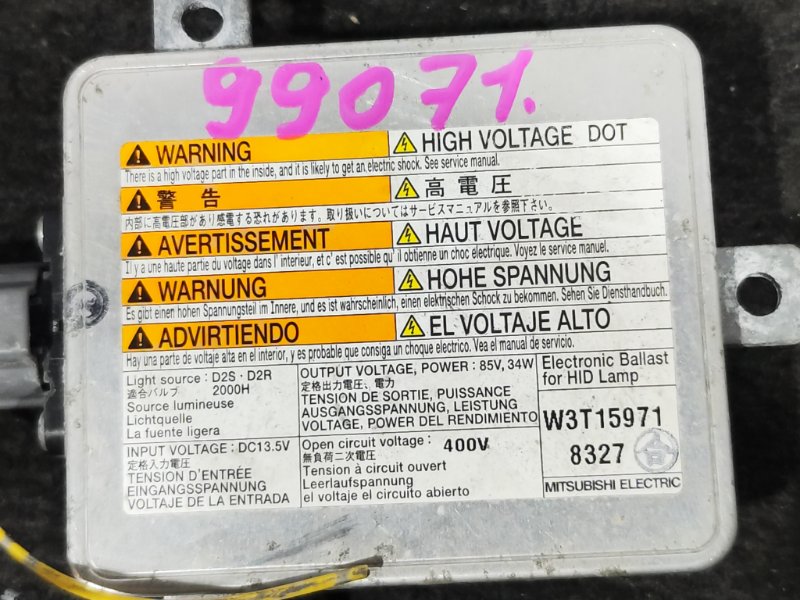 99071.
WARNING HIGH VOLTAGE DOT
There is a high voltage part in the inside, and it is likely to get an electric shock. See service manual.
警告 高電圧
内部に高電圧部があり感電する恐れがあります。取り扱いについてはサービスマニュアルを参照下さい。
AVERTISSEMENT HAUT VOLTAGE
Il y a une haute partie du voltage dans l' interieur, et c' est possible qu' il obtienne un choc electrique. Voyez le service manuel.
WARNUNG HOHE SPANNUNG
Es gibt einen hohen Spannungsteil im Innere, und es ist wahrscheinlich, einen elektrischen Schock zu bekommen. Sehen Sie Diensthandbuch.
ADVIRTIENDO EL VOLTAJE ALTO
Hay una parte de voltaje alta en el interior, y es probable que consiga un choque electrico. Vea el manual de servicio.
Light source : D2S・D2R
適合バルブ 2000H
Source lumineuse
Lichtquelle
La fuente ligera
INPUT VOLTAGE: DC13.5V
定格入力電圧
TENSION D'ENTRÉE
EINGANGSSPANNUNG
VOLTAJE DE LA ENTRADA
OUTPUT VOLTAGE, POWER : 85V, 34W
定格出力電圧、電力
TENSION DE SORTIE, PUISSANCE
AUSGANGSSPANNUNG, LEISTUNG
VOLTAGE, POWER DEL RENDIMIENTO
Open circuit voltage : 400V
無負荷二次電圧
Tension à circuit ouvert
Leerlaufspannung
el voltaje el circuito abierto
Electronic Ballast
for HID Lamp
W3T15971
8327 合
MITSUBISHI ELECTRIC